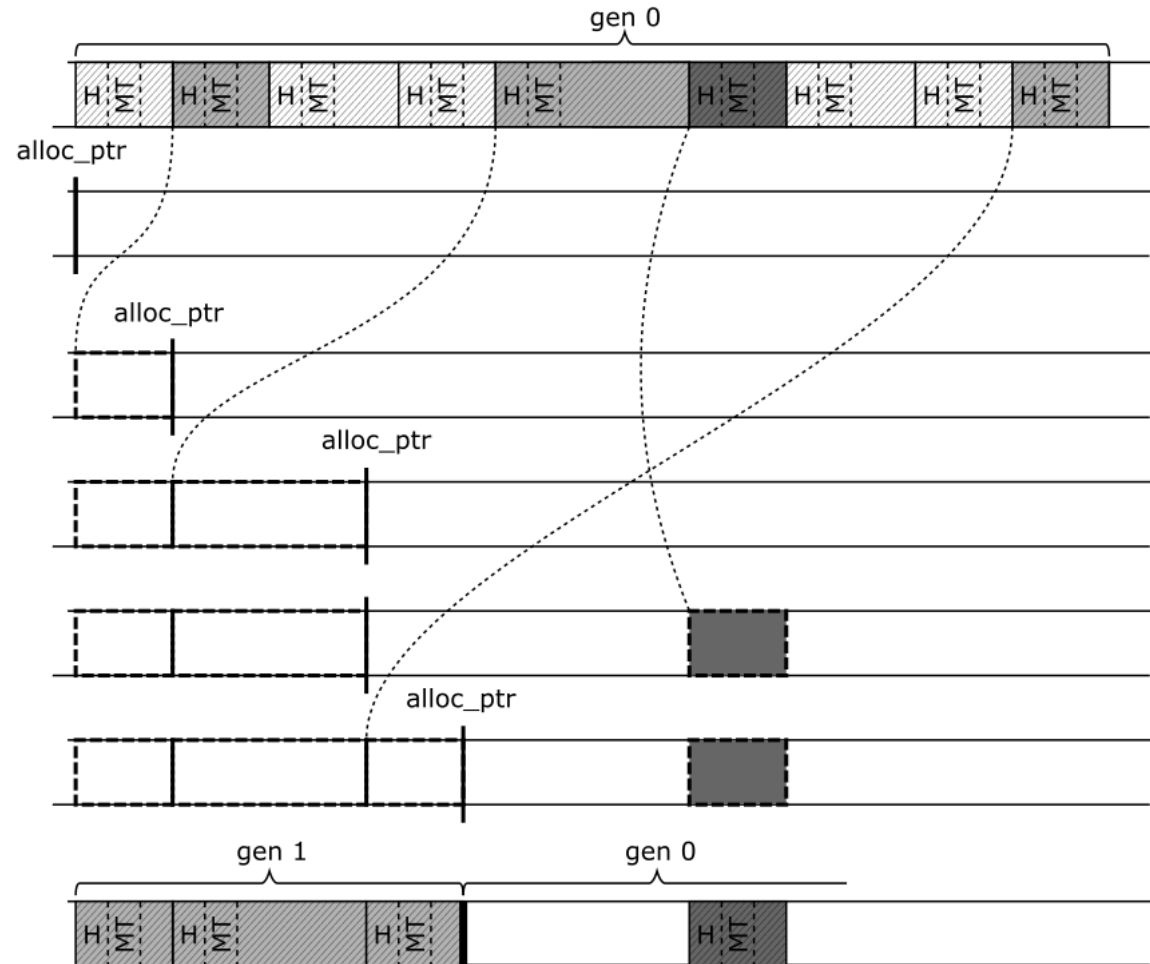 gen 0
H MT H MT H MT H MT H MT H MT H MT H MT H MT
alloc_ptr
alloc_ptr
alloc_ptr
alloc_ptr
gen 1 gen 0
H MT H MT H MT H MT